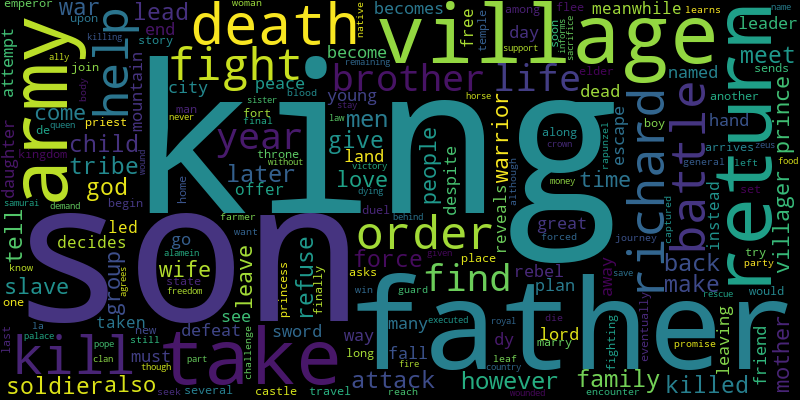 emperor
upon
woman
war
lead
death
village
among
flee
meanwhile
learns
name
becomes
free
temple
native
leader
end
story
killing
fight
become
day
soon
informs
sacrifice
meet
attempt
army
help
ally
join
mountain
body
remaining
support
elder
named
sends
return
city
peace
brother
life
dead
another
sister
blood
stay
horse
daughter
de
queen
come
man
never
young
men
king
along
crown
rapunzel
escape
boy
hand
battle
prince
priest
fort
final
law
year
give
people
despite
warrior
although
richard
arrives
child
throne
without
victory
land
time
general
left
zeus
kingdom
tribe
wound
later
dying
love
reveals
money
instead
villager
food
god
home
offer
duel
away
captured
set
samurai
demand
begin
farmer
behind
great
forced
journey
tell
led
son
want
order
find
back
try
party
know
decides
go
alamein
refuse
force
given
place
rebel
save
make
rescue
would
slave
group
agrees
wife
state
freedom
see
leave
princess
finally
asks
father
plan
guard
win
eventually
leaving
friend
mother
promise
one
la
palace
taken
new
still
defeat
sword
way
many
executed
royal
die
lord
marry
fighting
last
kill
pope
clan
must
though
take
part
challenge
long
fall
fire
dy
leaf
country
family
killed
soldier
also
seek
several
castle
travel
attack
reach
however
wounded
encounter